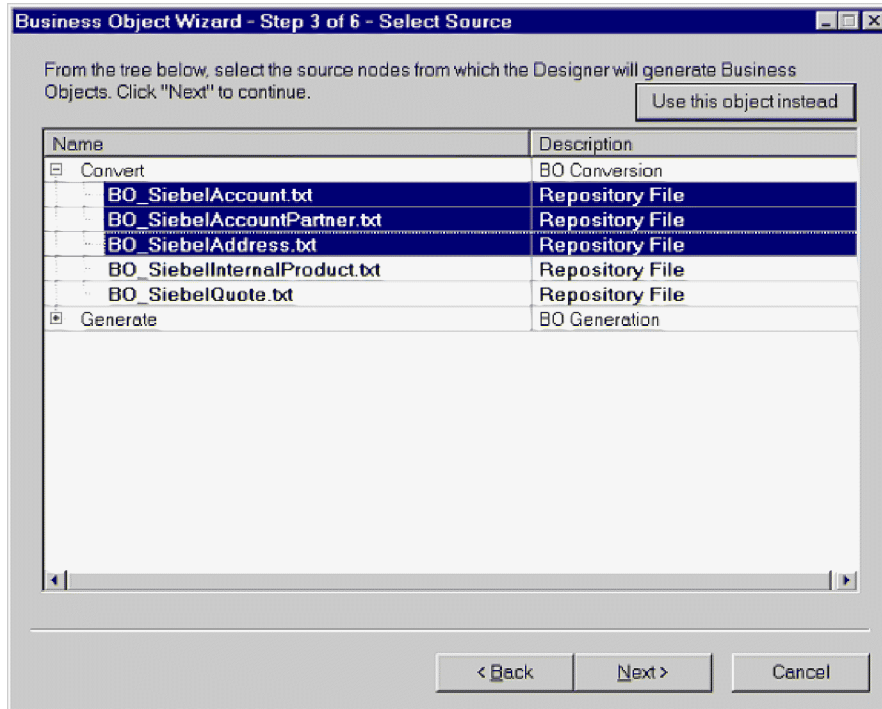 Business Object Wizard - Step 3 of 6 - Select Source
From the tree below, select the source nodes from which the Designer will generate Business
Objects. Click "Next" to continue.
Use this object instead
Name Description
Convert BO Conversion
BO_SiebelAccount.txt Repository File
BO_SiebelAccountPartner.txt Repository File
BO_SiebelAddress.txt Repository File
BO_SiebelInternalProduct.txt Repository File
BO_SiebelQuote.txt Repository File
Generate BO Generation
< Back Next > Cancel